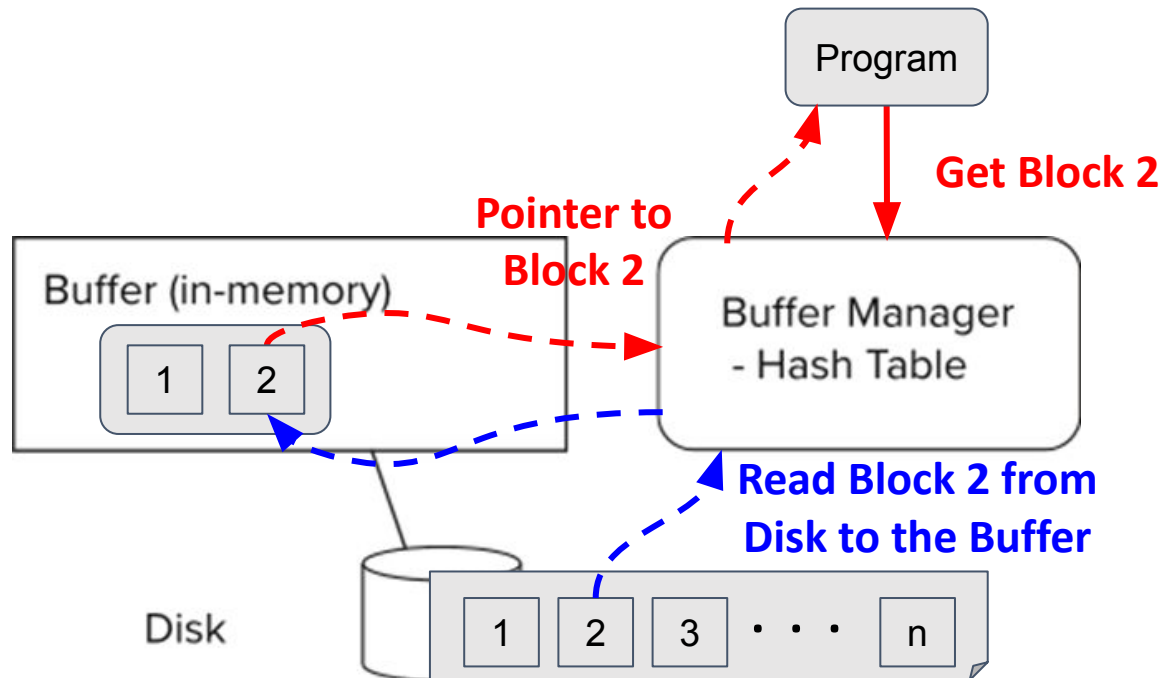 Program
Get Block 2
Pointer to
Block 2
Buffer (in-memory)
1
2
Buffer Manager
- Hash Table
Read Block 2 from
Disk to the Buffer
Disk
1
2
3
. . .
n